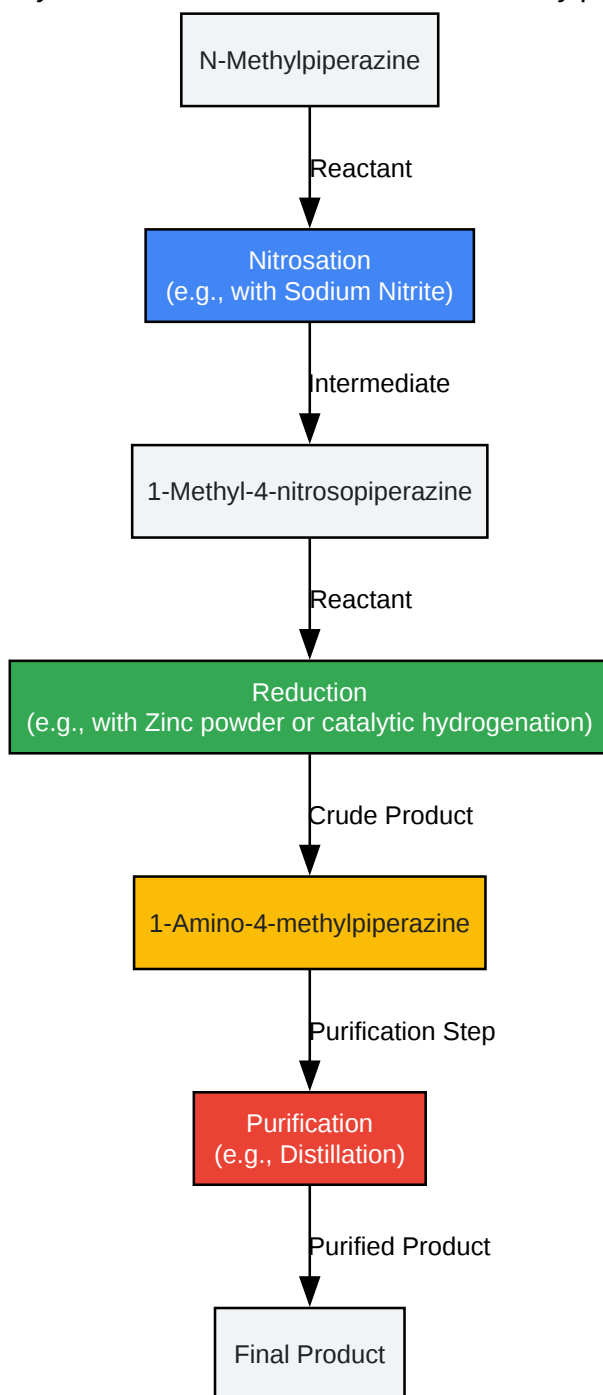 N-Methylpiperazine
Reactant
Nitrosation
(e.g., with Sodium Nitrite)
Intermediate
1-Methyl-4-nitrosopiperazine
Reactant
Reduction
(e.g., with Zinc powder or catalytic hydrogenation)
Crude Product
1-Amino-4-methylpiperazine
Purification Step
Purification
(e.g., Distillation)
Purified Product
Final Product